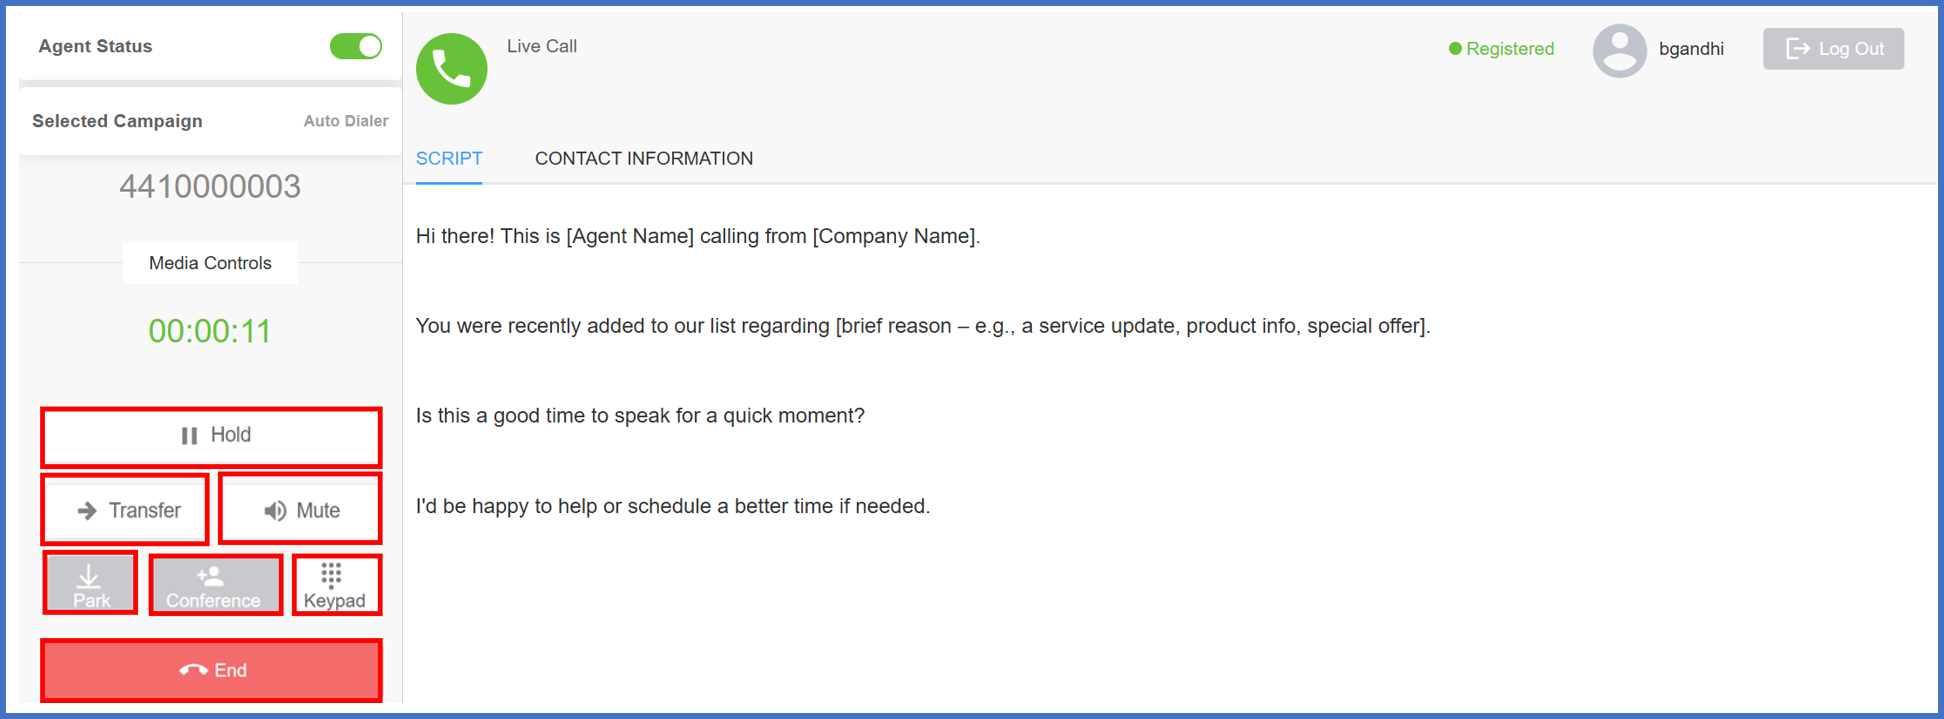 Agent Status
Selected Campaign Auto Dialer
4410000003
Media Controls
00:00:11
Hold
Transfer Mute
Park Conference Keypad
End
Live Call
Registered bgandhi Log Out
SCRIPT CONTACT INFORMATION
Hi there! This is [Agent Name] calling from [Company Name].
You were recently added to our list regarding [brief reason – e.g., a service update, product info, special offer].
Is this a good time to speak for a quick moment?
I'd be happy to help or schedule a better time if needed.